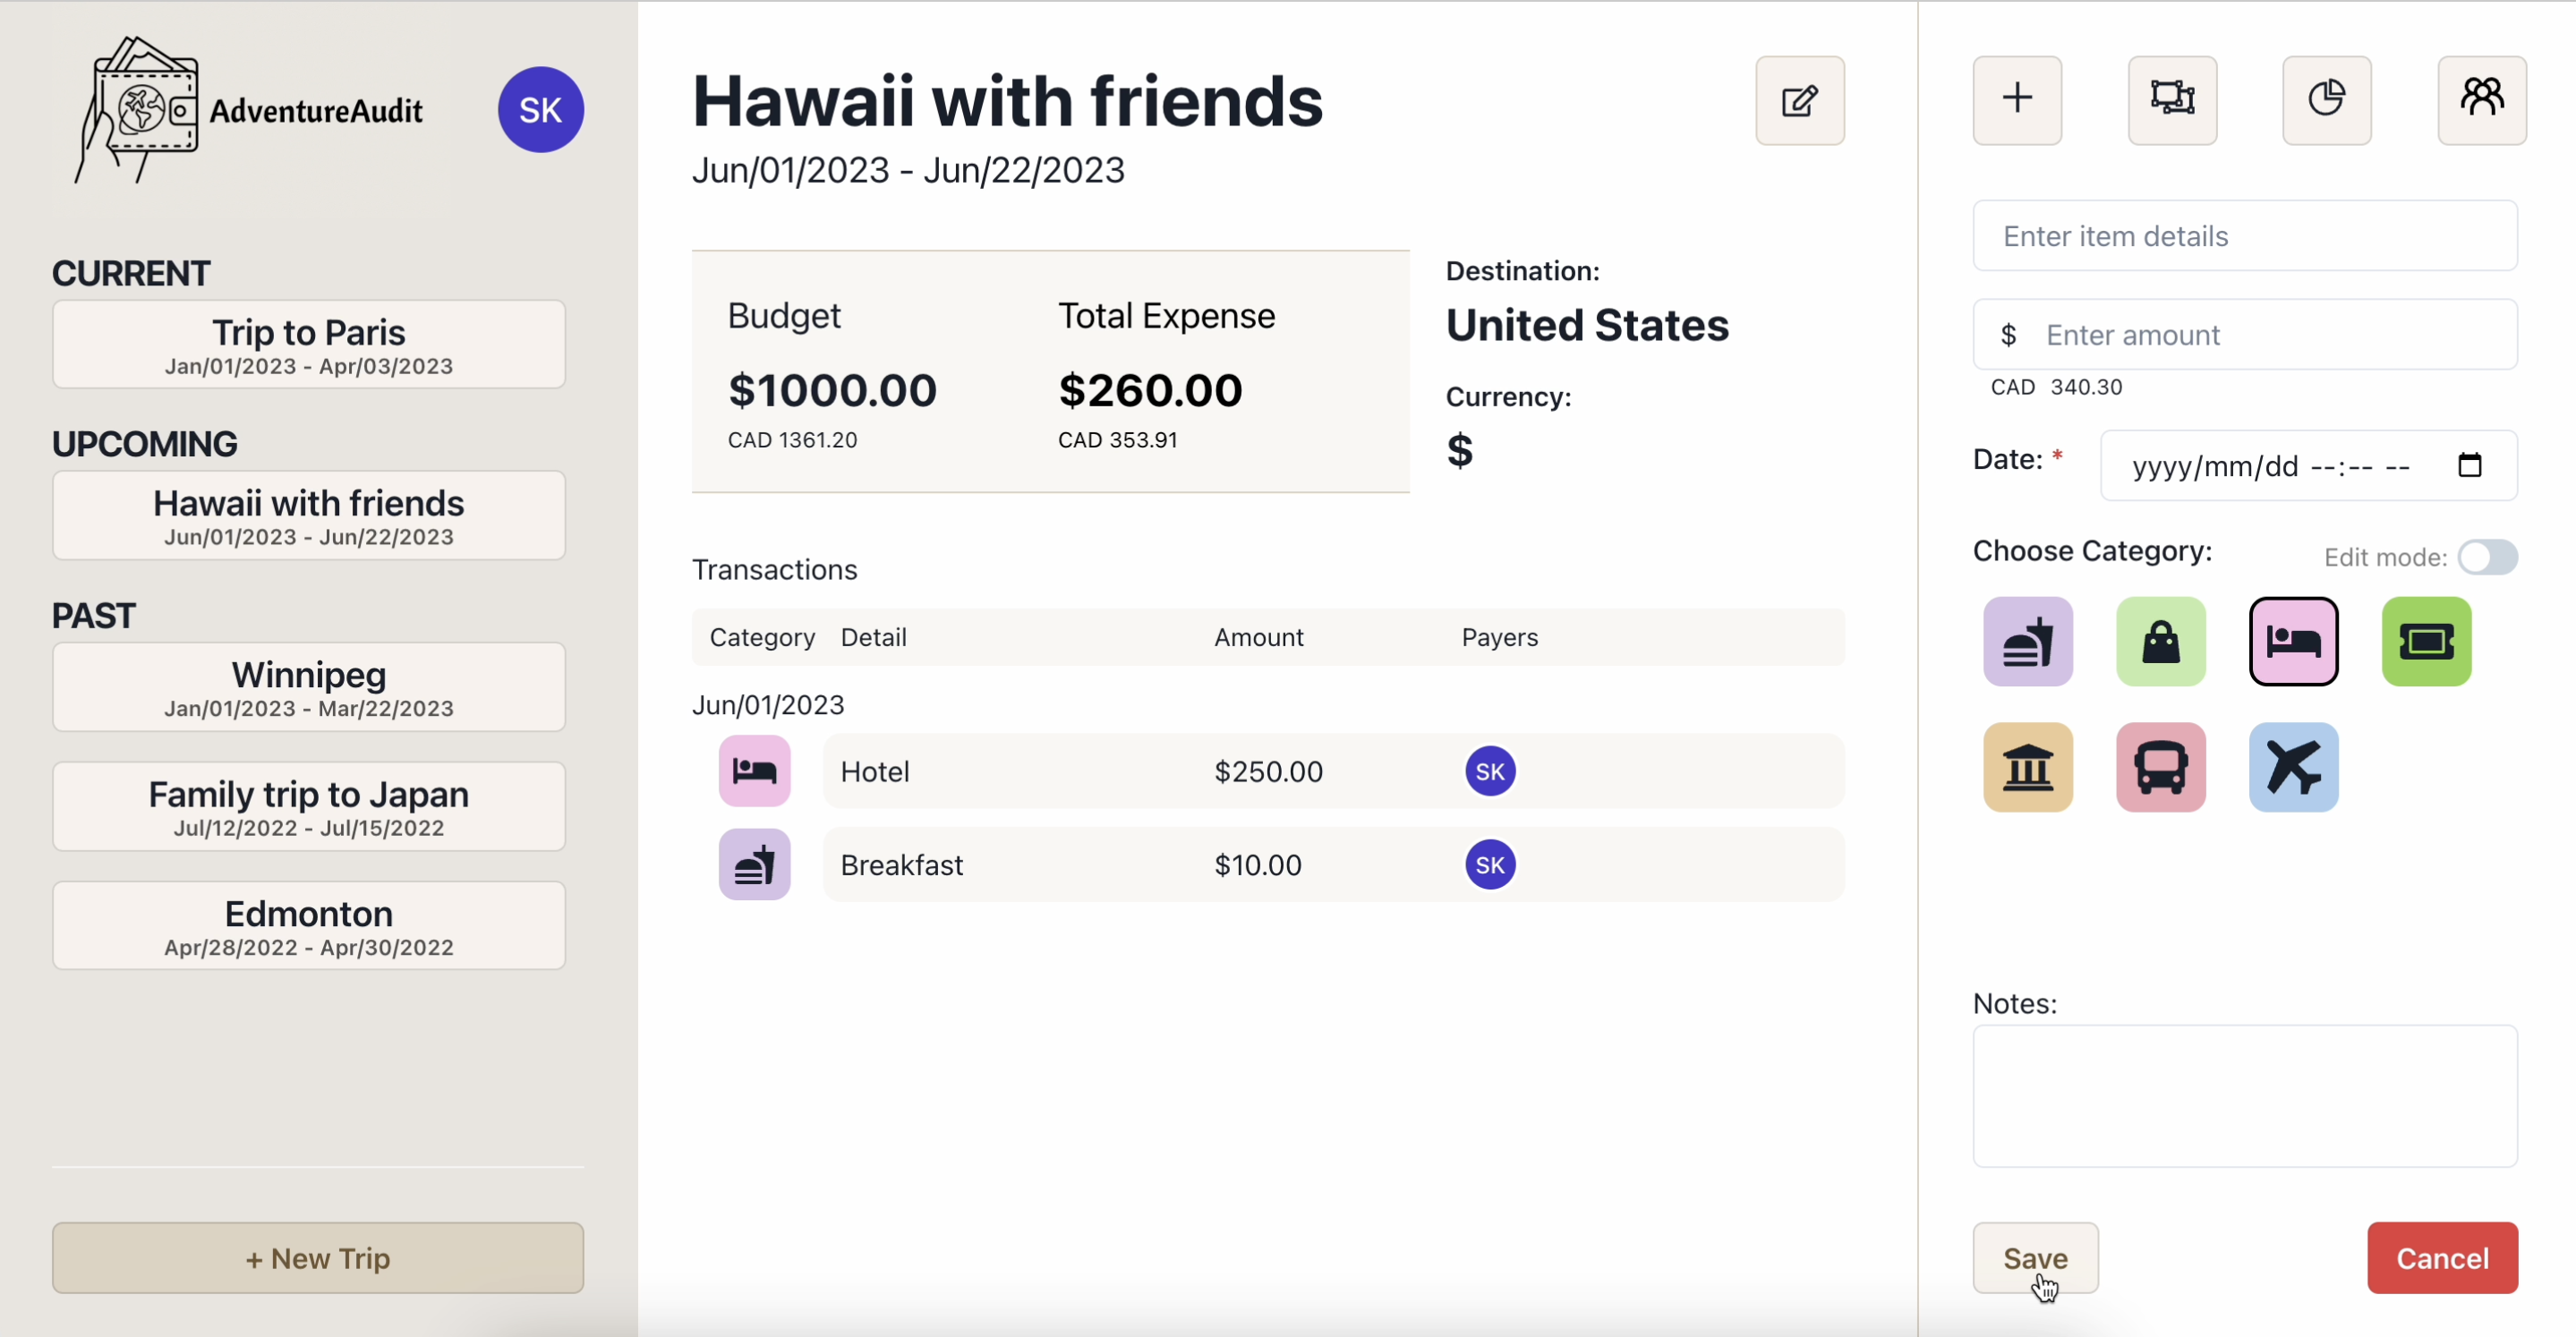 AdventureAudit
SK
CURRENT
Trip to Paris
Jan/01/2023 - Apr/03/2023
UPCOMING
Hawaii with friends
Jun/01/2023 - Jun/22/2023
PAST
Winnipeg
Jan/01/2023 - Mar/22/2023
Family trip to Japan
Jul/12/2022 - Jul/15/2022
Edmonton
Apr/28/2022 - Apr/30/2022
+ New Trip
Hawaii with friends
Jun/01/2023 - Jun/22/2023
Budget
$1000.00
CAD 1361.20
Total Expense
$260.00
CAD 353.91
Destination:
United States
Currency:
$
Transactions
Category Detail Amount Payers
Jun/01/2023
Hotel $250.00 SK
Breakfast $10.00 SK
Enter item details
$ Enter amount
CAD 340.30
Date: * yyyy/mm/dd --:-- --
Choose Category: Edit mode:
Notes:
Save Cancel